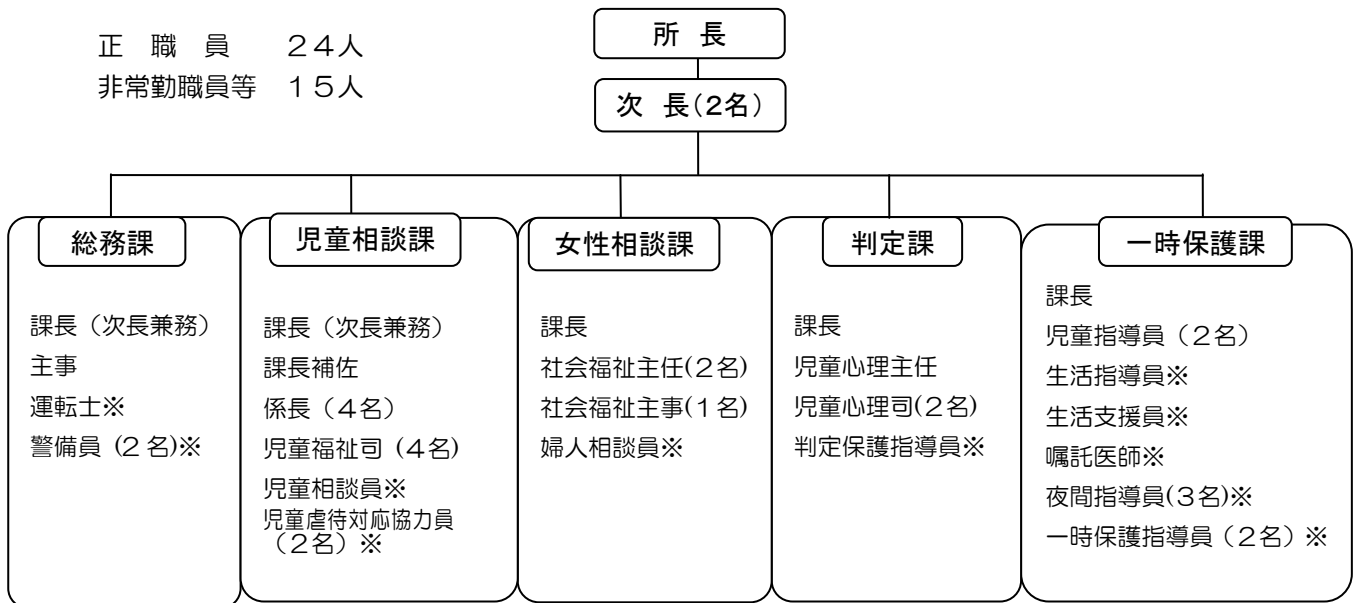 正　職　員　　２４人
非常勤職員等　１５人
所 長
次 長(2名)
総務課
課長（次長兼務）
主事
運転士※
警備員 (２名)※
児童相談課
課長（次長兼務）
課長補佐
係長（４名）
児童福祉司 (４名)
児童相談員※
児童虐待対応協力員
（２名）※
女性相談課
課長
社会福祉主任(２名)
社会福祉主事(１名)
婦人相談員※
判定課
課長
児童心理主任
児童心理司(２名)
判定保護指導員※
一時保護課
課長
児童指導員（２名）
生活指導員※
生活支援員※
嘱託医師※
夜間指導員(３名)※
一時保護指導員（２名）※